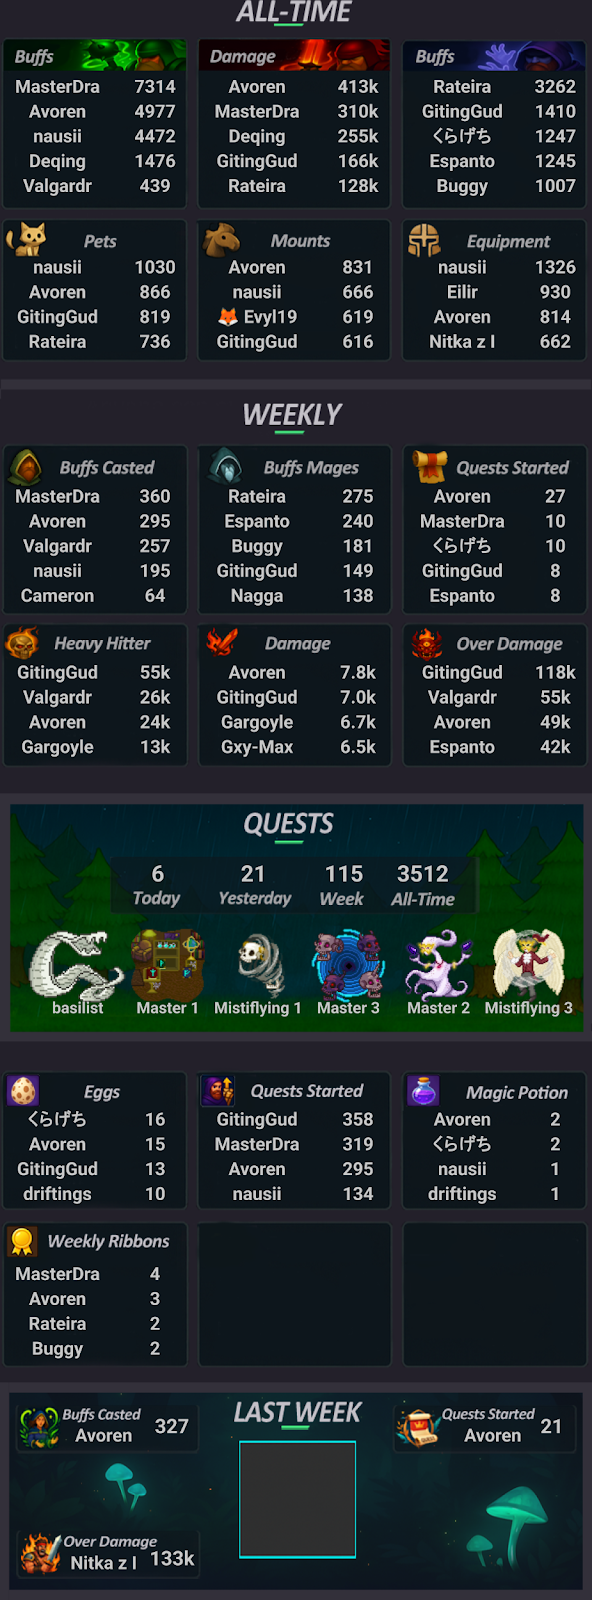 ALL-TIME
Buffs
MasterDra 7314
Avoren 4977
nausii 4472
Deqing 1476
Valgardr 439
Damage
Avoren 413k
MasterDra 310k
Deqing 255k
GitingGud 166k
Rateira 128k
Buffs
Rateira 3262
GitingGud 1410
くらげち 1247
Espanto 1245
Buggy 1007
Pets
nausii 1030
Avoren 866
GitingGud 819
Rateira 736
Mounts
Avoren 831
nausii 666
🦊 Evyl19 619
GitingGud 616
Equipment
nausii 1326
Eilir 930
Avoren 814
Nitka z I 662
WEEKLY
Buffs Casted
MasterDra 360
Avoren 295
Valgardr 257
nausii 195
Cameron 64
Buffs Mages
Rateira 275
Espanto 240
Buggy 181
GitingGud 149
Nagga 138
Quests Started
Avoren 27
MasterDra 10
くらげち 10
GitingGud 8
Espanto 8
Heavy Hitter
GitingGud 55k
Valgardr 26k
Avoren 24k
Gargoyle 13k
Damage
Avoren 7.8k
GitingGud 7.0k
Gargoyle 6.7k
Gxy-Max 6.5k
Over Damage
GitingGud 118k
Valgardr 55k
Avoren 49k
Espanto 42k
QUESTS
6 21 115 3512
Today Yesterday Week All-Time
basilist Master 1 Mistiflying 1 Master 3 Master 2 Mistiflying 3
Eggs
くらげち 16
Avoren 15
GitingGud 13
driftings 10
Quests Started
GitingGud 358
MasterDra 319
Avoren 295
nausii 134
Magic Potion
Avoren 2
くらげち 2
nausii 1
driftings 1
Weekly Ribbons
MasterDra 4
Avoren 3
Rateira 2
Buggy 2
LAST WEEK
Buffs Casted
Avoren 327
Quests Started
Avoren 21
Over Damage
Nitka z I 133k